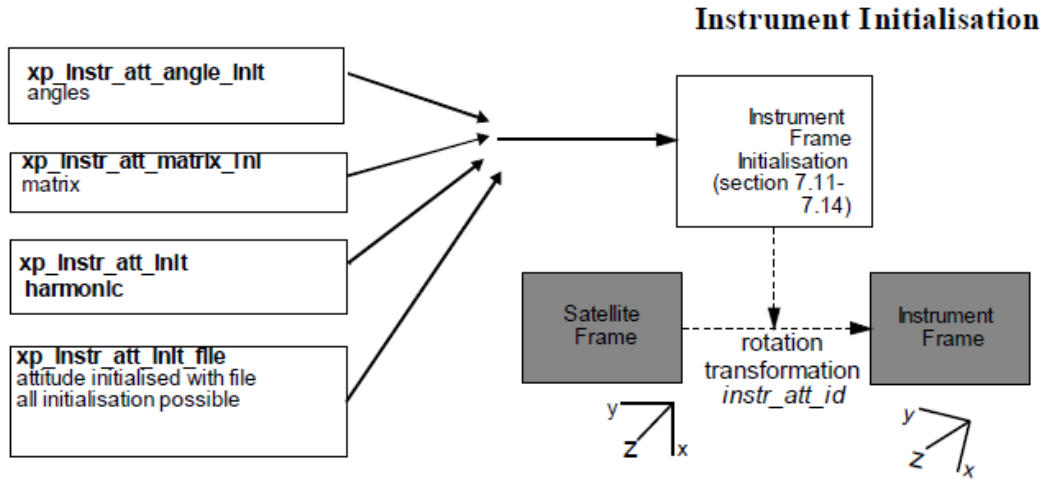 Instrument Initialisation
xp_instr_att_angle_init
angles
xp_instr_att_matrix_ini
matrix
xp_instr_att_init
harmonic
xp_instr_att_init_file
attitude initialised with file
all initialisation possible
Instrument
Frame
Initialisation
(section 7.11-
7.14)
Satellite
Frame
rotation
transformation
instr_att_id
Instrument
Frame
y
z
x
y
z
x